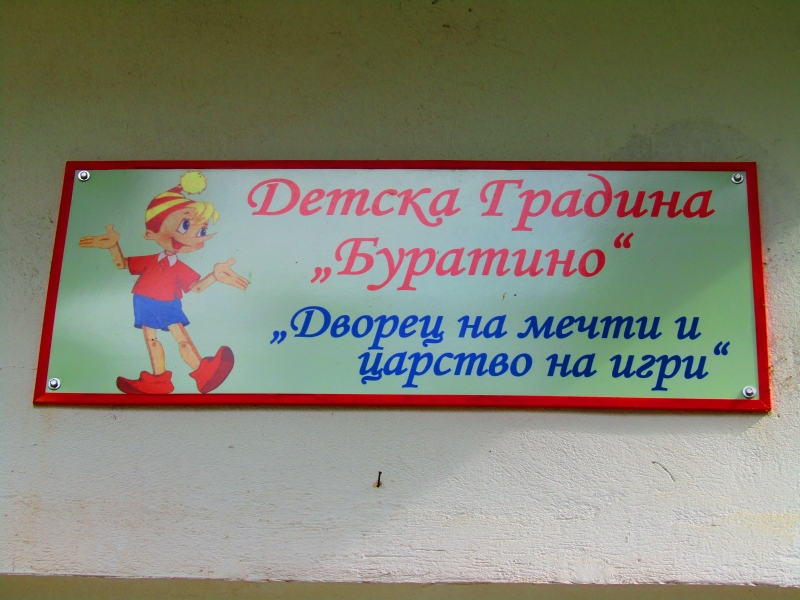 Детска Градина
„Буратино“
„Дворец на мечти и
царство на игри“